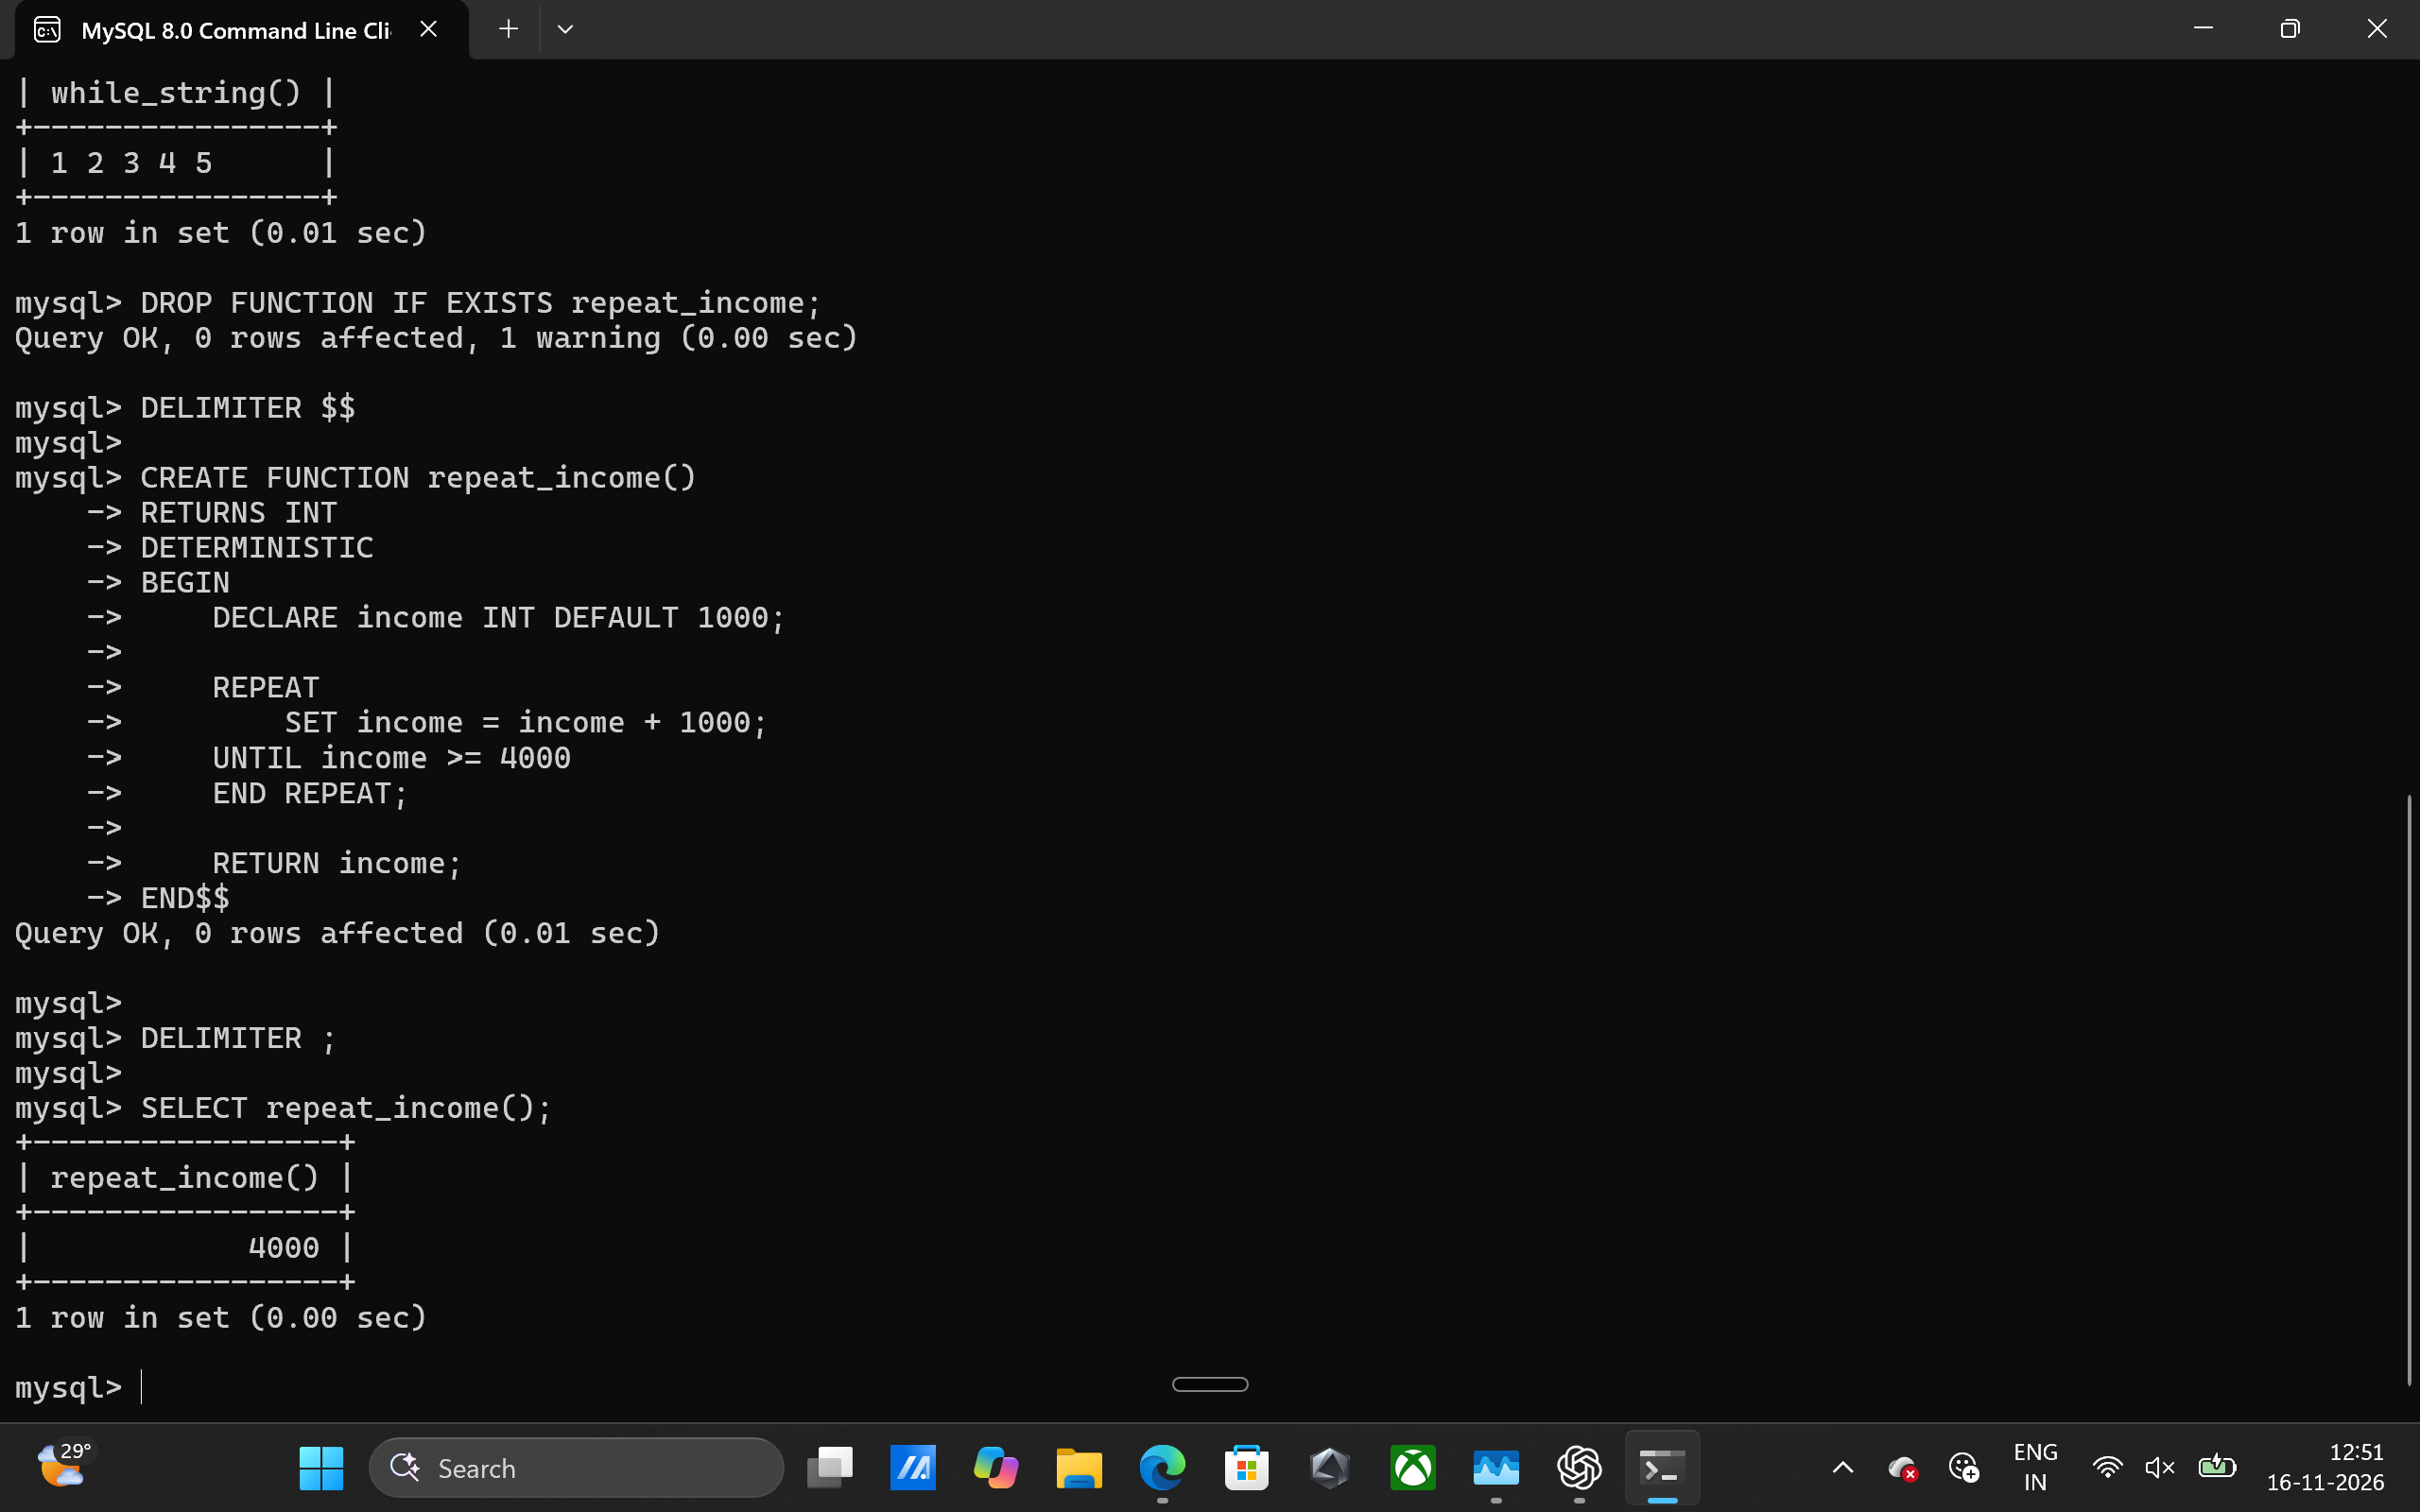 MySQL 8.0 Command Line Cli
| while_string() |
+----------------+
| 1 2 3 4 5      |
+----------------+
1 row in set (0.01 sec)

mysql> DROP FUNCTION IF EXISTS repeat_income;
Query OK, 0 rows affected, 1 warning (0.00 sec)

mysql> DELIMITER $$
mysql>
mysql> CREATE FUNCTION repeat_income()
    -> RETURNS INT
    -> DETERMINISTIC
    -> BEGIN
    ->     DECLARE income INT DEFAULT 1000;
    ->
    ->     REPEAT
    ->         SET income = income + 1000;
    ->     UNTIL income >= 4000
    ->     END REPEAT;
    ->
    ->     RETURN income;
    -> END$$
Query OK, 0 rows affected (0.01 sec)

mysql>
mysql> DELIMITER ;
mysql>
mysql> SELECT repeat_income();
+-----------------+
| repeat_income() |
+-----------------+
|            4000 |
+-----------------+
1 row in set (0.00 sec)

mysql>
29°
Search
ENG
IN
12:51
16-11-2026